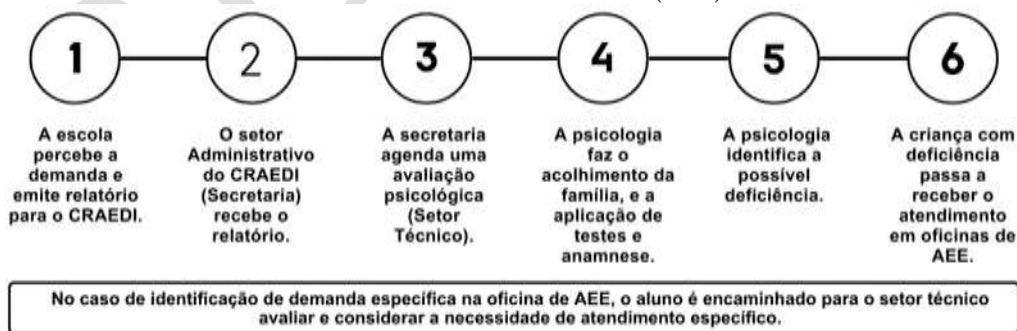 1
2
3
4
5
6
A escola
percebe a
demanda e
emite relatório
para o CRAEDI.
O setor
Administrativo
do CRAEDI
(Secretaria)
recebe o
relatório.
A secretaria
agenda uma
avaliação
psicológica
(Setor
Técnico).
A psicologia
faz o
acolhimento da
família, e a
aplicação de
testes e
anamnese.
A psicologia
identifica a
possível
deficiência.
A criança com
deficiência
passa a
receber o
atendimento
em oficinas de
AEE.
No caso de identificação de demanda específica na oficina de AEE, o aluno é encaminhado para o setor técnico
avaliar e considerar a necessidade de atendimento específico.